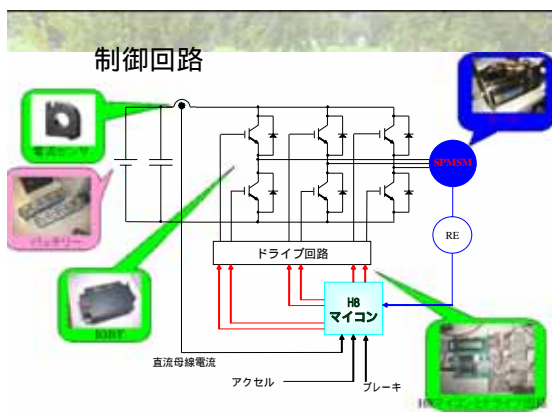 制御回路
電流センサ
バッテリー
IGBT
SPMSM
RE
ドライブ回路
H8
マイコン
直流母線電流
アクセル
ブレーキ
H8マイコンとドライブ回路